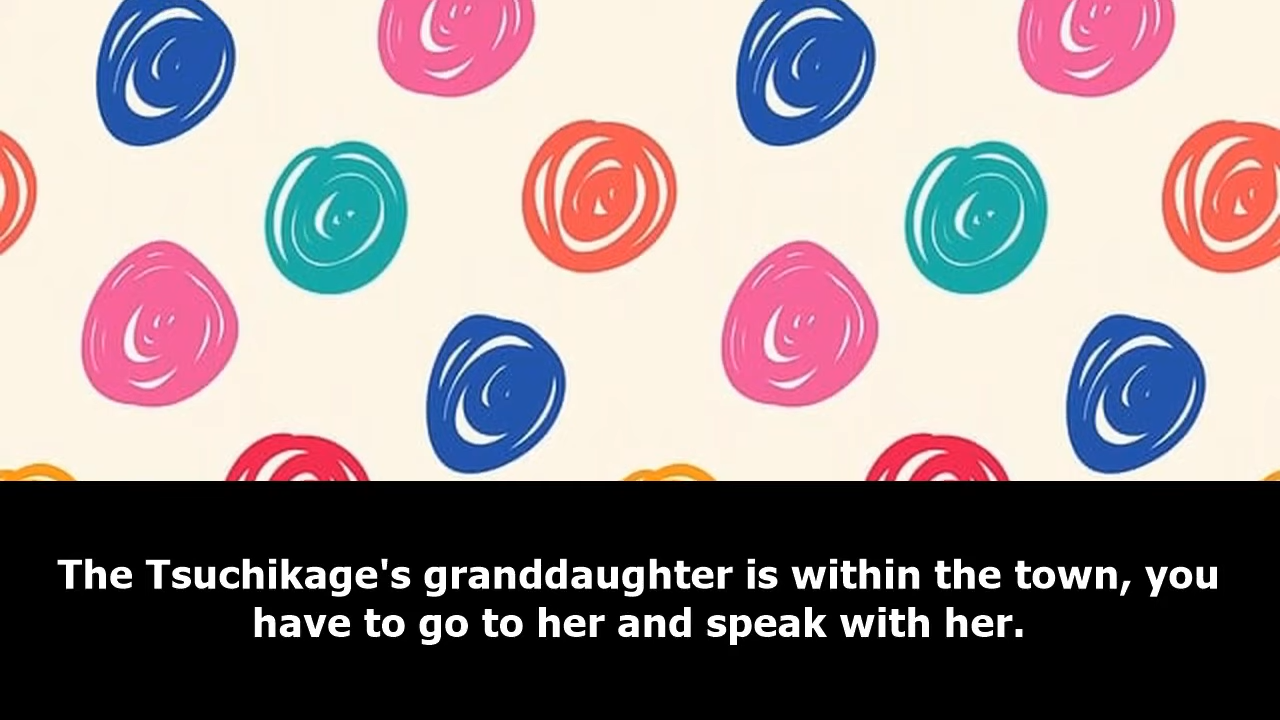 The Tsuchikage's granddaughter is within the town, you
have to go to her and speak with her.